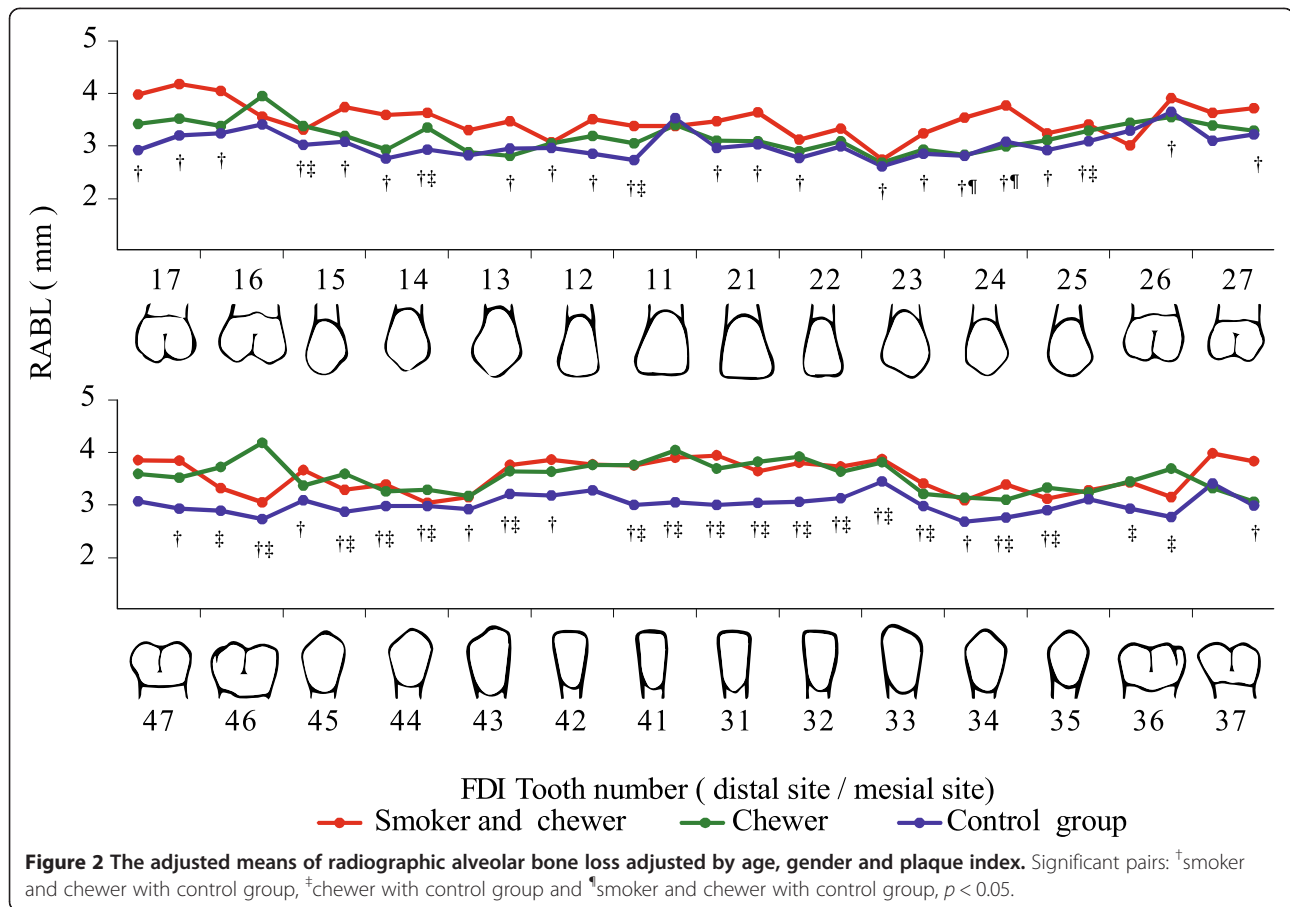 5
4
3
2
† † † †‡ † † †‡ † † † †‡ † † † † † †¶ †¶ † †‡ † †
RABL ( mm )
17 16 15 14 13 12 11 21 22 23 24 25 26 27
5
4
3
2
† ‡ †‡ † †‡ †‡ †‡ † †‡ † †‡ †‡ †‡ †‡ †‡ †‡ †‡ †‡ † †‡ †‡ ‡ ‡ †
47 46 45 44 43 42 41 31 32 33 34 35 36 37
FDI Tooth number ( distal site / mesial site)
Smoker and chewer Chewer Control group
Figure 2 The adjusted means of radiographic alveolar bone loss adjusted by age, gender and plaque index. Significant pairs: †smoker
and chewer with control group, ‡chewer with control group and ¶smoker and chewer with control group, p < 0.05.